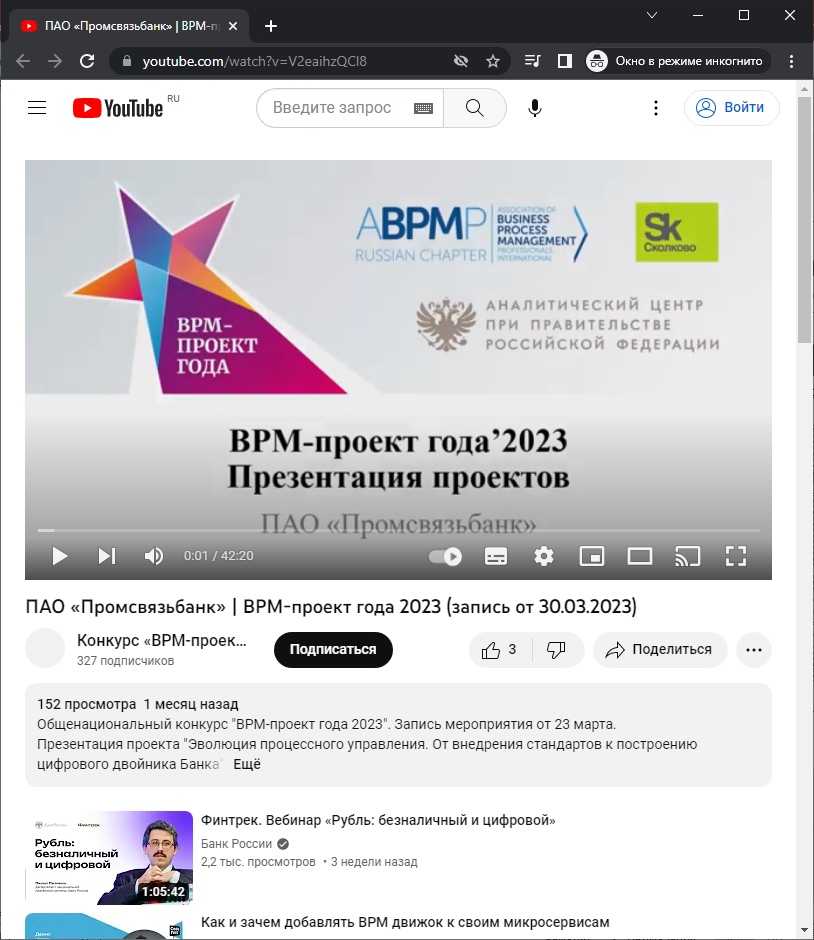 ПАО «Промсвязьбанк» | BPM-п
youtube.com/watch?v=V2eaihzQCl8
Окно в режиме инкогнито
YouTube RU
Введите запрос
Войти
BPM-
ПРОЕКТ
ГОДА
ABPMP
RUSSIAN CHAPTER
ASSOCIATION OF
BUSINESS
PROCESS
MANAGEMENT
PROFESSIONALS
INTERNATIONAL
Sk
Сколково
АНАЛИТИЧЕСКИЙ ЦЕНТР
ПРИ ПРАВИТЕЛЬСТВЕ
РОССИЙСКОЙ ФЕДЕРАЦИИ
BPM-проект года’2023
Презентация проектов
ПАО «Промсвязьбанк»
0:01 / 42:20
ПАО «Промсвязьбанк» | BPM-проект года 2023 (запись от 30.03.2023)
Конкурс «BPM-проек...
327 подписчиков
Подписаться
3
Поделиться
152 просмотра 1 месяц назад
Общенациональный конкурс "BPM-проект года 2023". Запись мероприятия от 23 марта.
Презентация проекта "Эволюция процессного управления. От внедрения стандартов к построению
цифрового двойника Банка" Ещё
Банк России Финтрек
Рубль:
безналичный
и цифровой
1:05:42
Финтрек. Вебинар «Рубль: безналичный и цифровой»
Банк России
2,2 тыс. просмотров • 3 недели назад
Как и зачем добавлять BPM движок к своим микросервисам